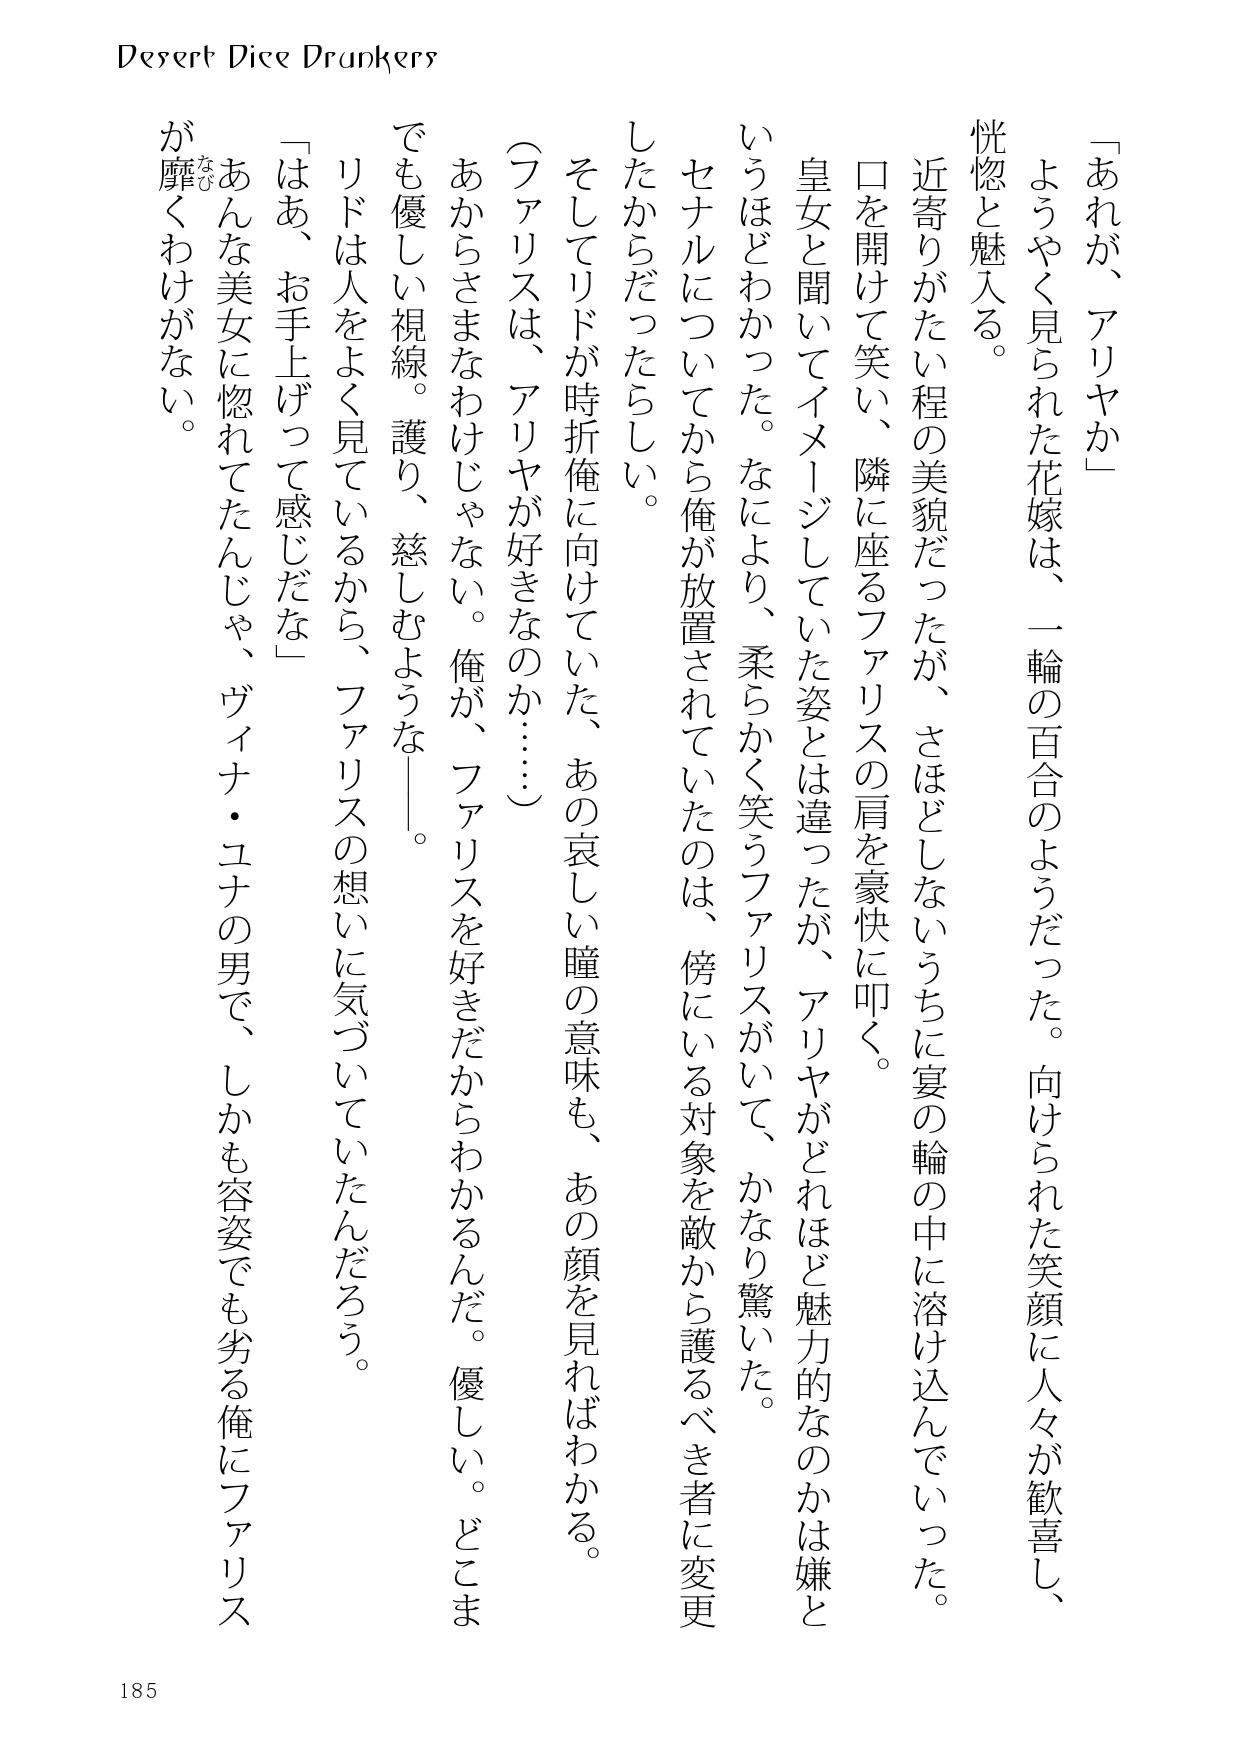 Desert Dice Drunkers
「あれが、アリヤか」
ようやく見られた花嫁は、一輪の百合のようだった。向けられた笑顔に人々が歓喜し、
恍惚と魅入る。
近寄りがたい程の美貌だったが、さほどしないうちに宴の輪の中に溶け込んでいった。
口を開けて笑い、隣に座るファリスの肩を豪快に叩く。
皇女と聞いてイメージしていた姿とは違ったが、アリヤがどれほど魅力的なのかは嫌と
いうほどわかった。なにより、柔らかく笑うファリスがいて、かなり驚いた。
セナルについてから俺が放置されていたのは、傍にいる対象を敵から護るべき者に変更
したからだったらしい。
そしてリドが時折俺に向けていた、あの哀しい瞳の意味も、あの顔を見ればわかる。
（ファリスは、アリヤが好きなのか……）
あからさまなわけじゃない。俺が、ファリスを好きだからわかるんだ。優しい。どこま
でも優しい視線。護り、慈しむような――。
リドは人をよく見ているから、ファリスの想いに気づいていたんだろう。
「はあ、お手上げって感じだな」
あんな美女に惚れてたんじゃ、ヴィナ・ユナの男で、しかも容姿でも劣る俺にファリス
が靡くわけがない。
なび
185